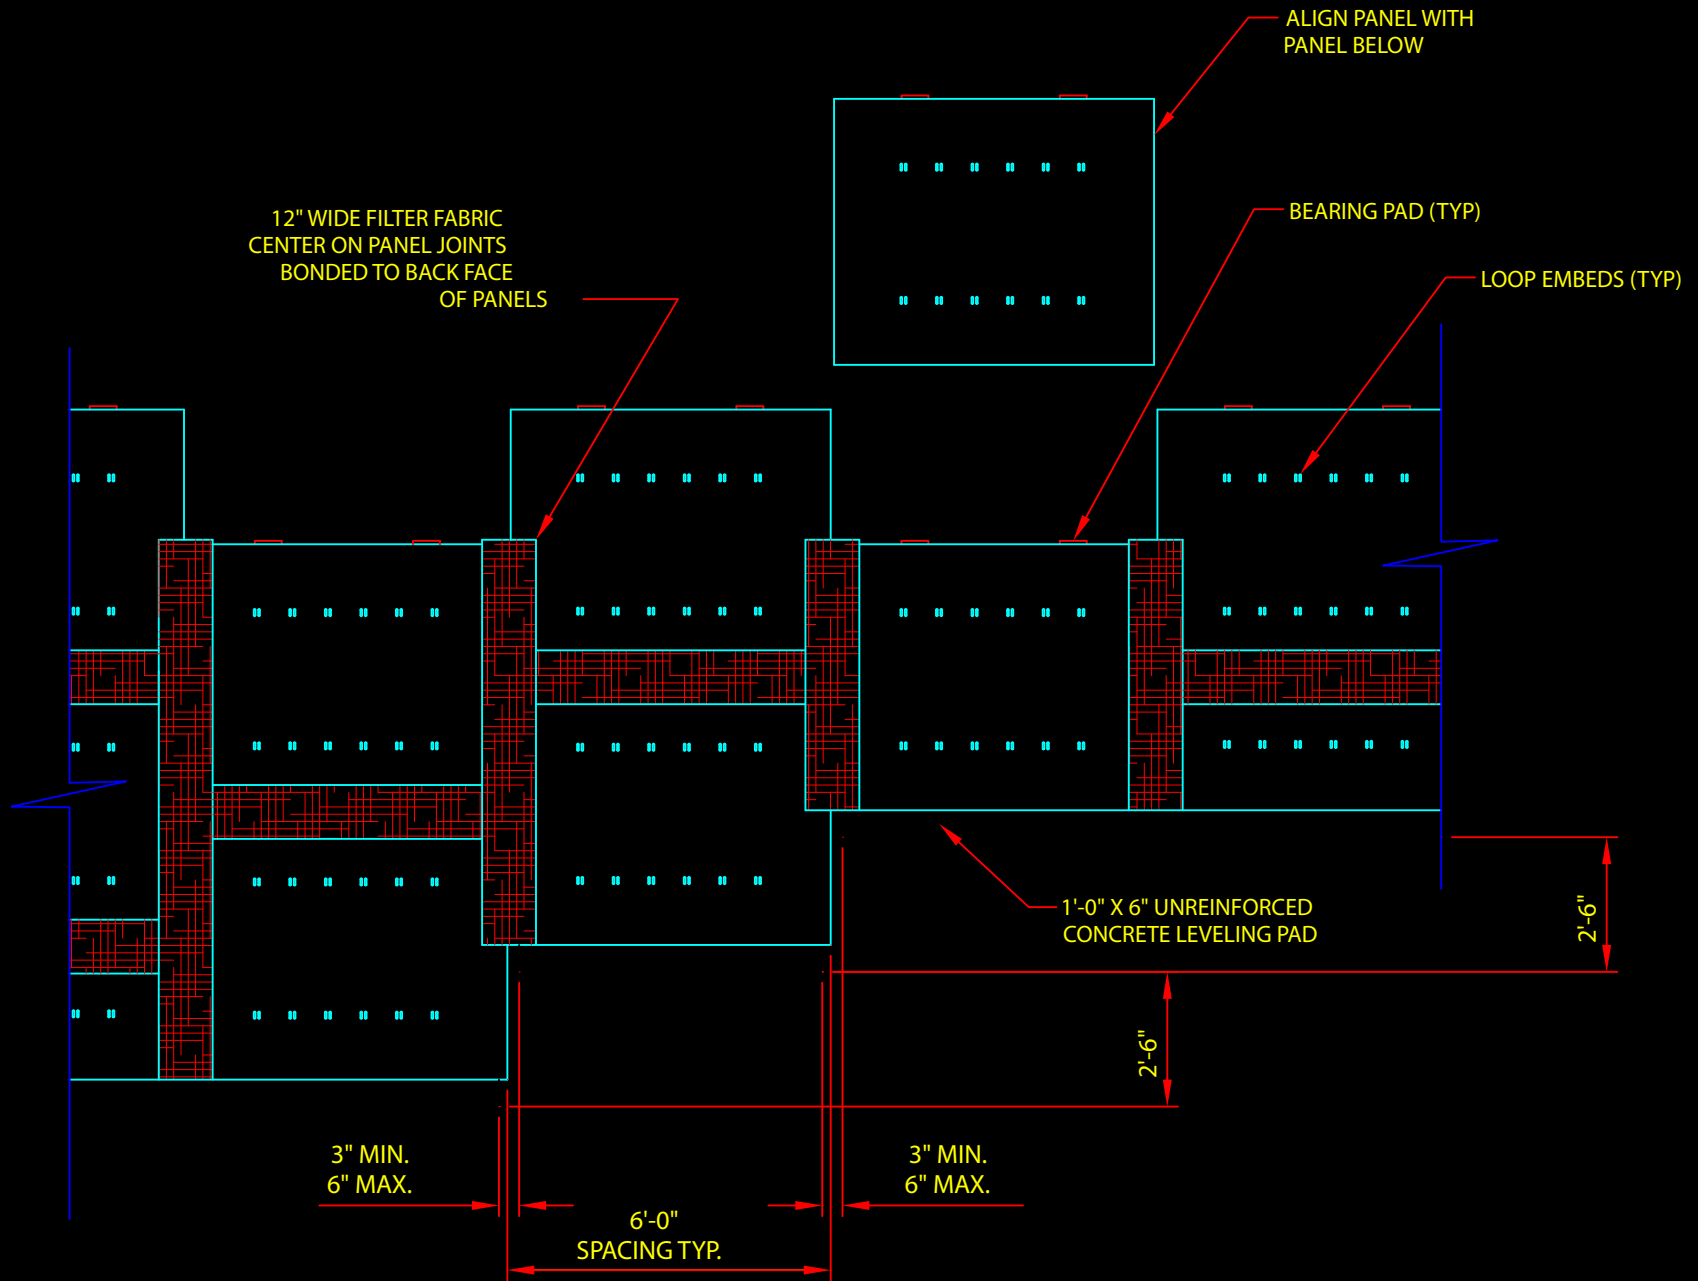 ALIGN PANEL WITH
PANEL BELOW
12" WIDE FILTER FABRIC
CENTER ON PANEL JOINTS
BONDED TO BACK FACE
OF PANELS
BEARING PAD (TYP)
LOOP EMBEDS (TYP)
1'-0" X 6" UNREINFORCED
CONCRETE LEVELING PAD
2'-6"
2'-6"
3" MIN.
6" MAX.
3" MIN.
6" MAX.
6'-0"
SPACING TYP.